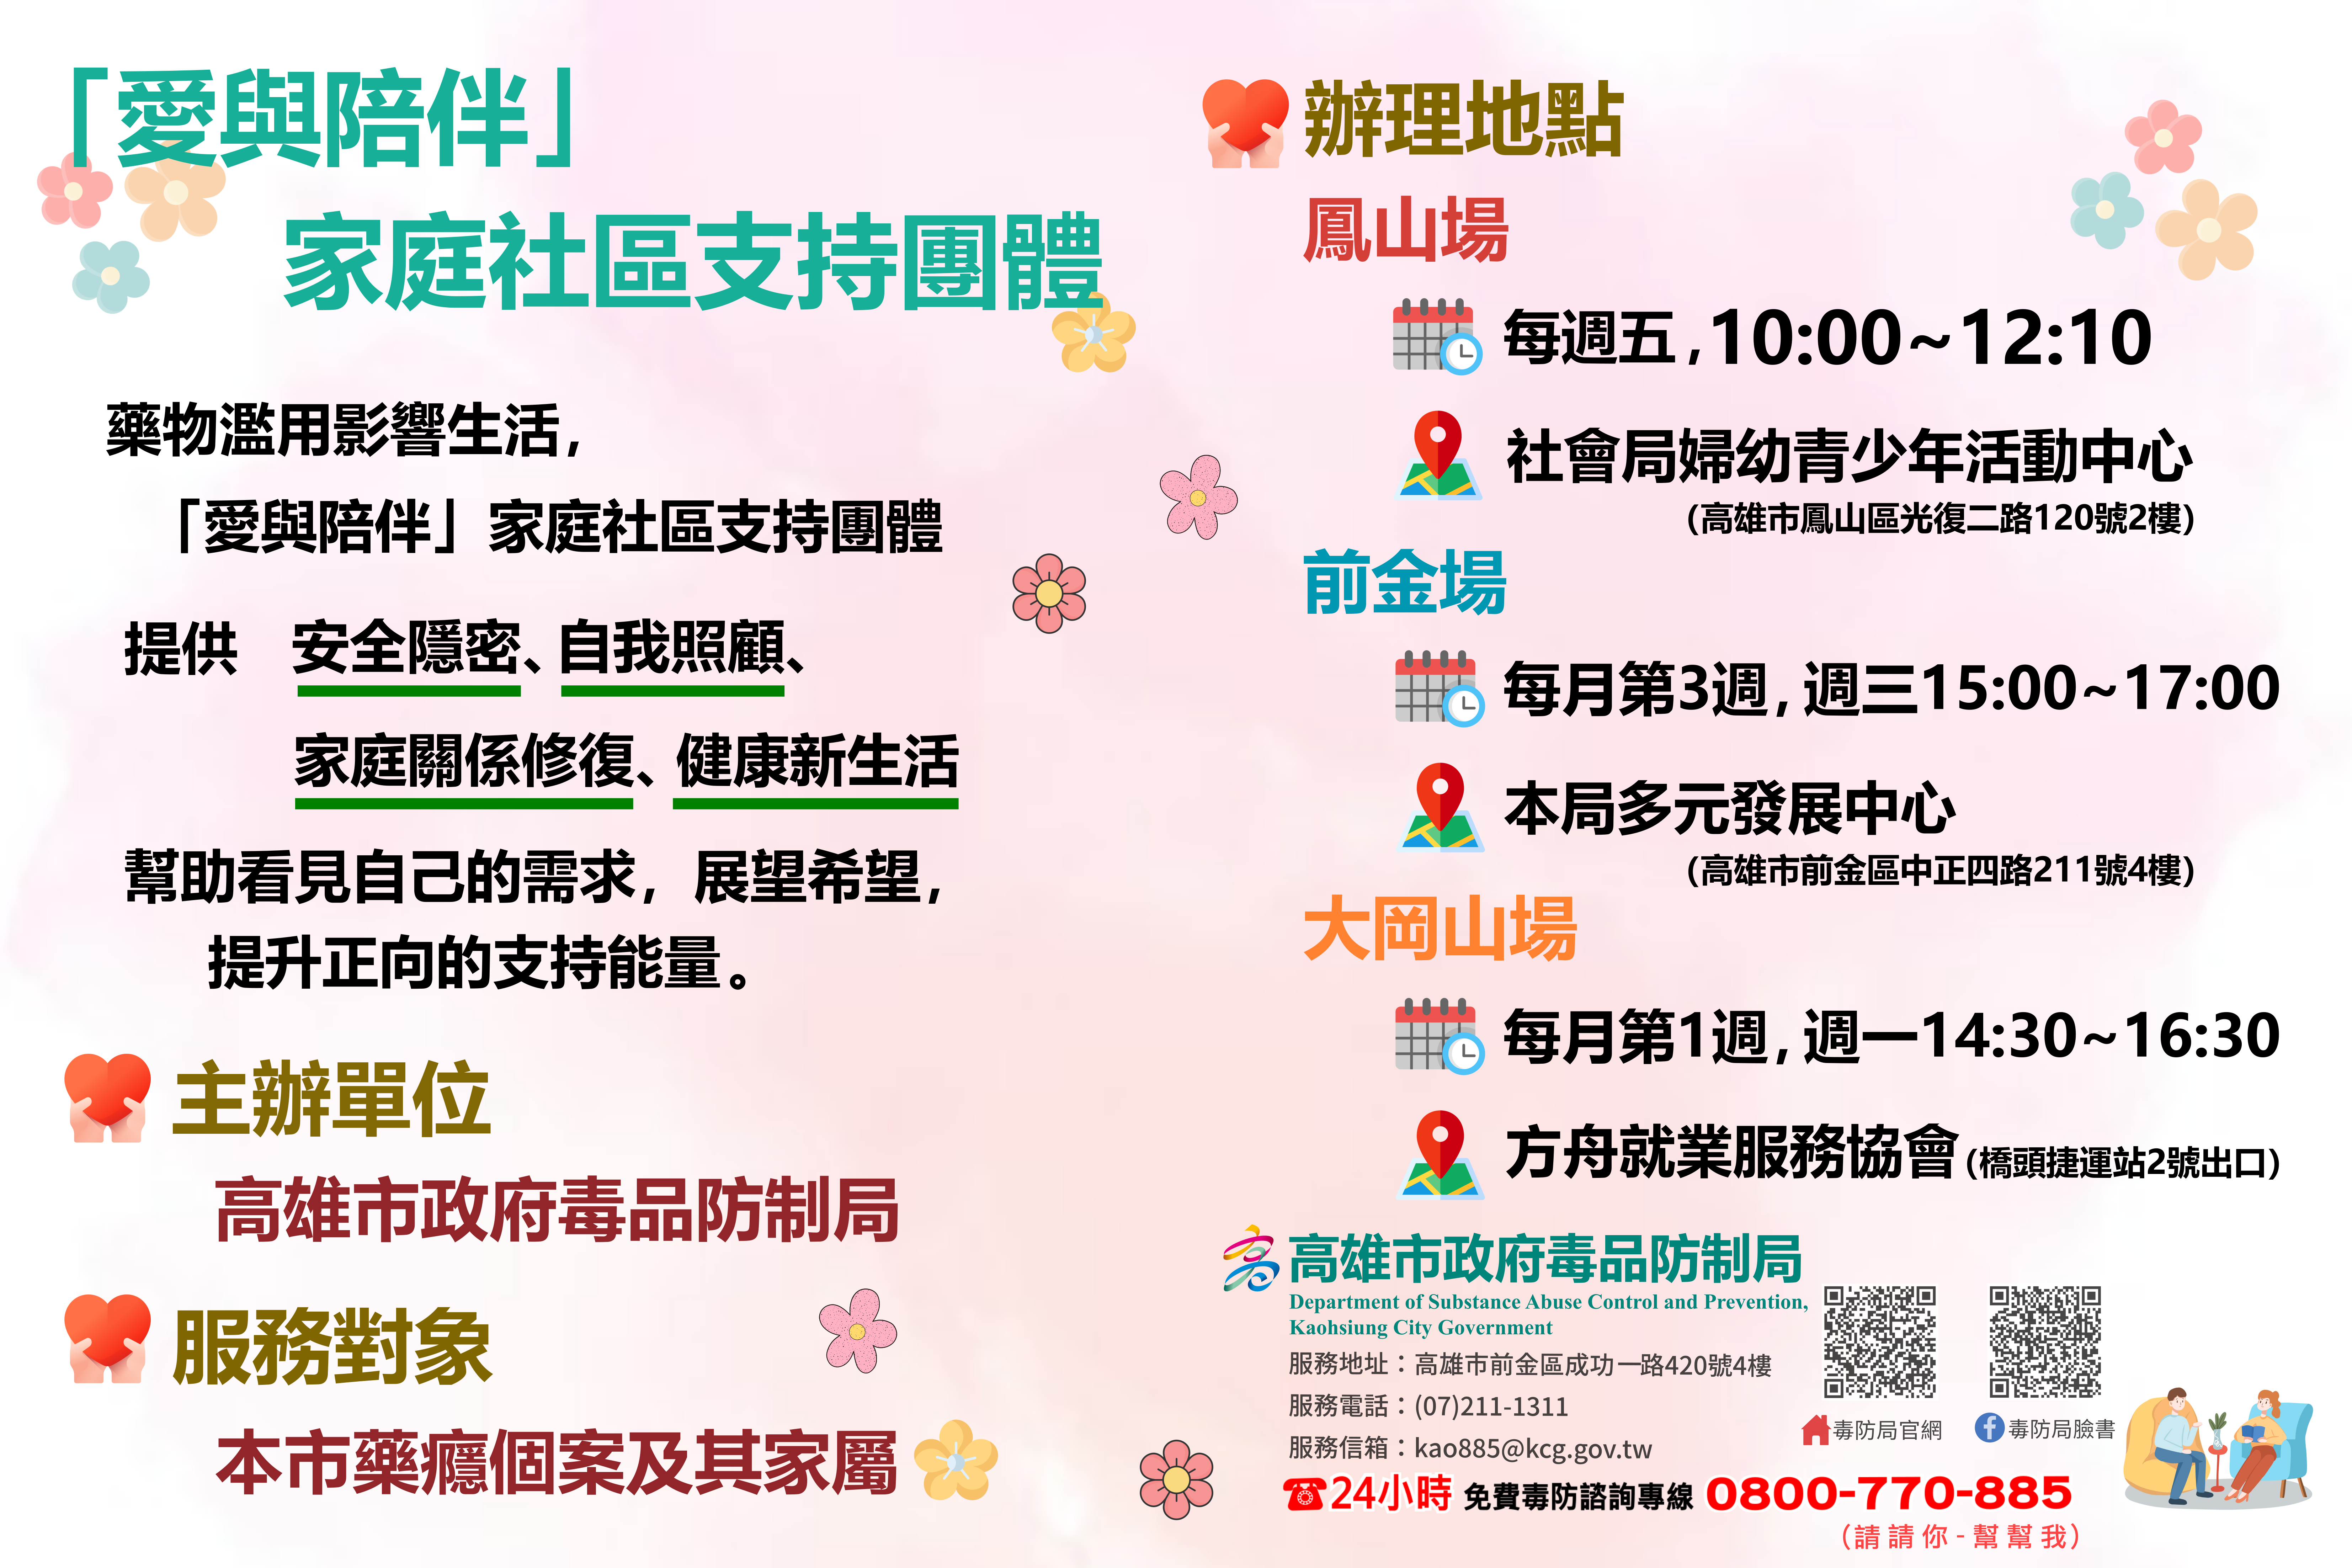 「愛與陪伴」
家庭社區支持團體
藥物濫用影響生活,
「愛與陪伴」家庭社區支持團體
提供 安全隱密、自我照顧、
家庭關係修復、健康新生活
幫助看見自己的需求, 展望希望,
提升正向的支持能量。
主辦單位
高雄市政府毒品防制局
服務對象
本市藥癮個案及其家屬
辦理地點
鳳山場
每週五,10:00~12:10
社會局婦幼青少年活動中心
(高雄市鳳山區光復二路120號2樓)
前金場
每月第3週, 週三15:00~17:00
本局多元發展中心
(高雄市前金區中正四路211號4樓)
大岡山場
每月第1週, 週一14:30~16:30
方舟就業服務協會(橋頭捷運站2號出口)
高雄市政府毒品防制局
Department of Substance Abuse Control and Prevention,
Kaohsiung City Government
服務地址：高雄市前金區成功一路420號4樓
服務電話：(07)211-1311
服務信箱：kao885@kcg.gov.tw
毒防局官網
毒防局臉書
24小時 免費毒防諮詢專線 0800-770-885
(請請你-幫幫我)